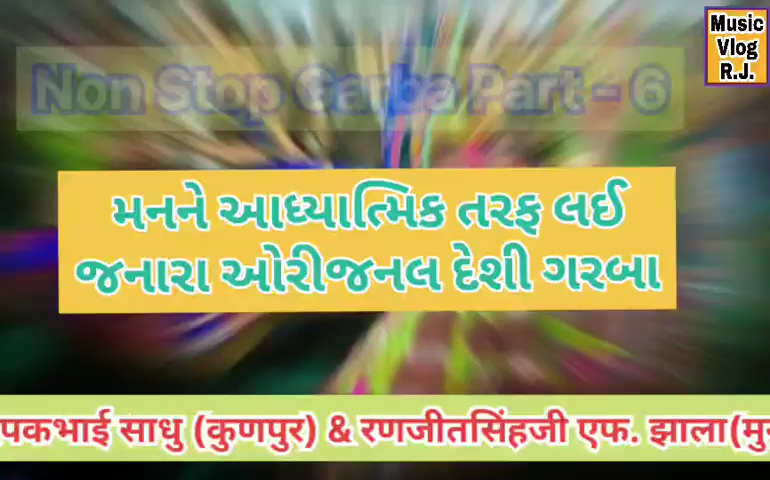 Music
Vlog
R.J.
Non Stop Garba Part - 6
મનને આધ્યાત્મિક તરફ લઈ
જનારા ઓરીજનલ દેશી ગરબા
साधु (कुणपुर) & रणजीतसिंहजी एफ. झाला